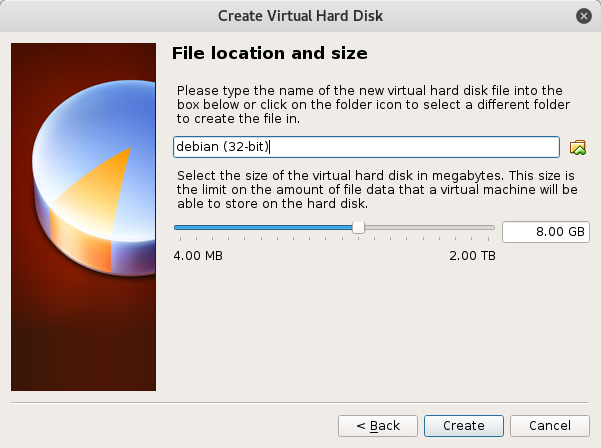 Create Virtual Hard Disk
File location and size
Please type the name of the new virtual hard disk file into the
box below or click on the folder icon to select a different folder
to create the file in.
debian (32-bit)
Select the size of the virtual hard disk in megabytes. This size is
the limit on the amount of file data that a virtual machine will be
able to store on the hard disk.
8.00 GB
4.00 MB 2.00 TB
< Back Create Cancel